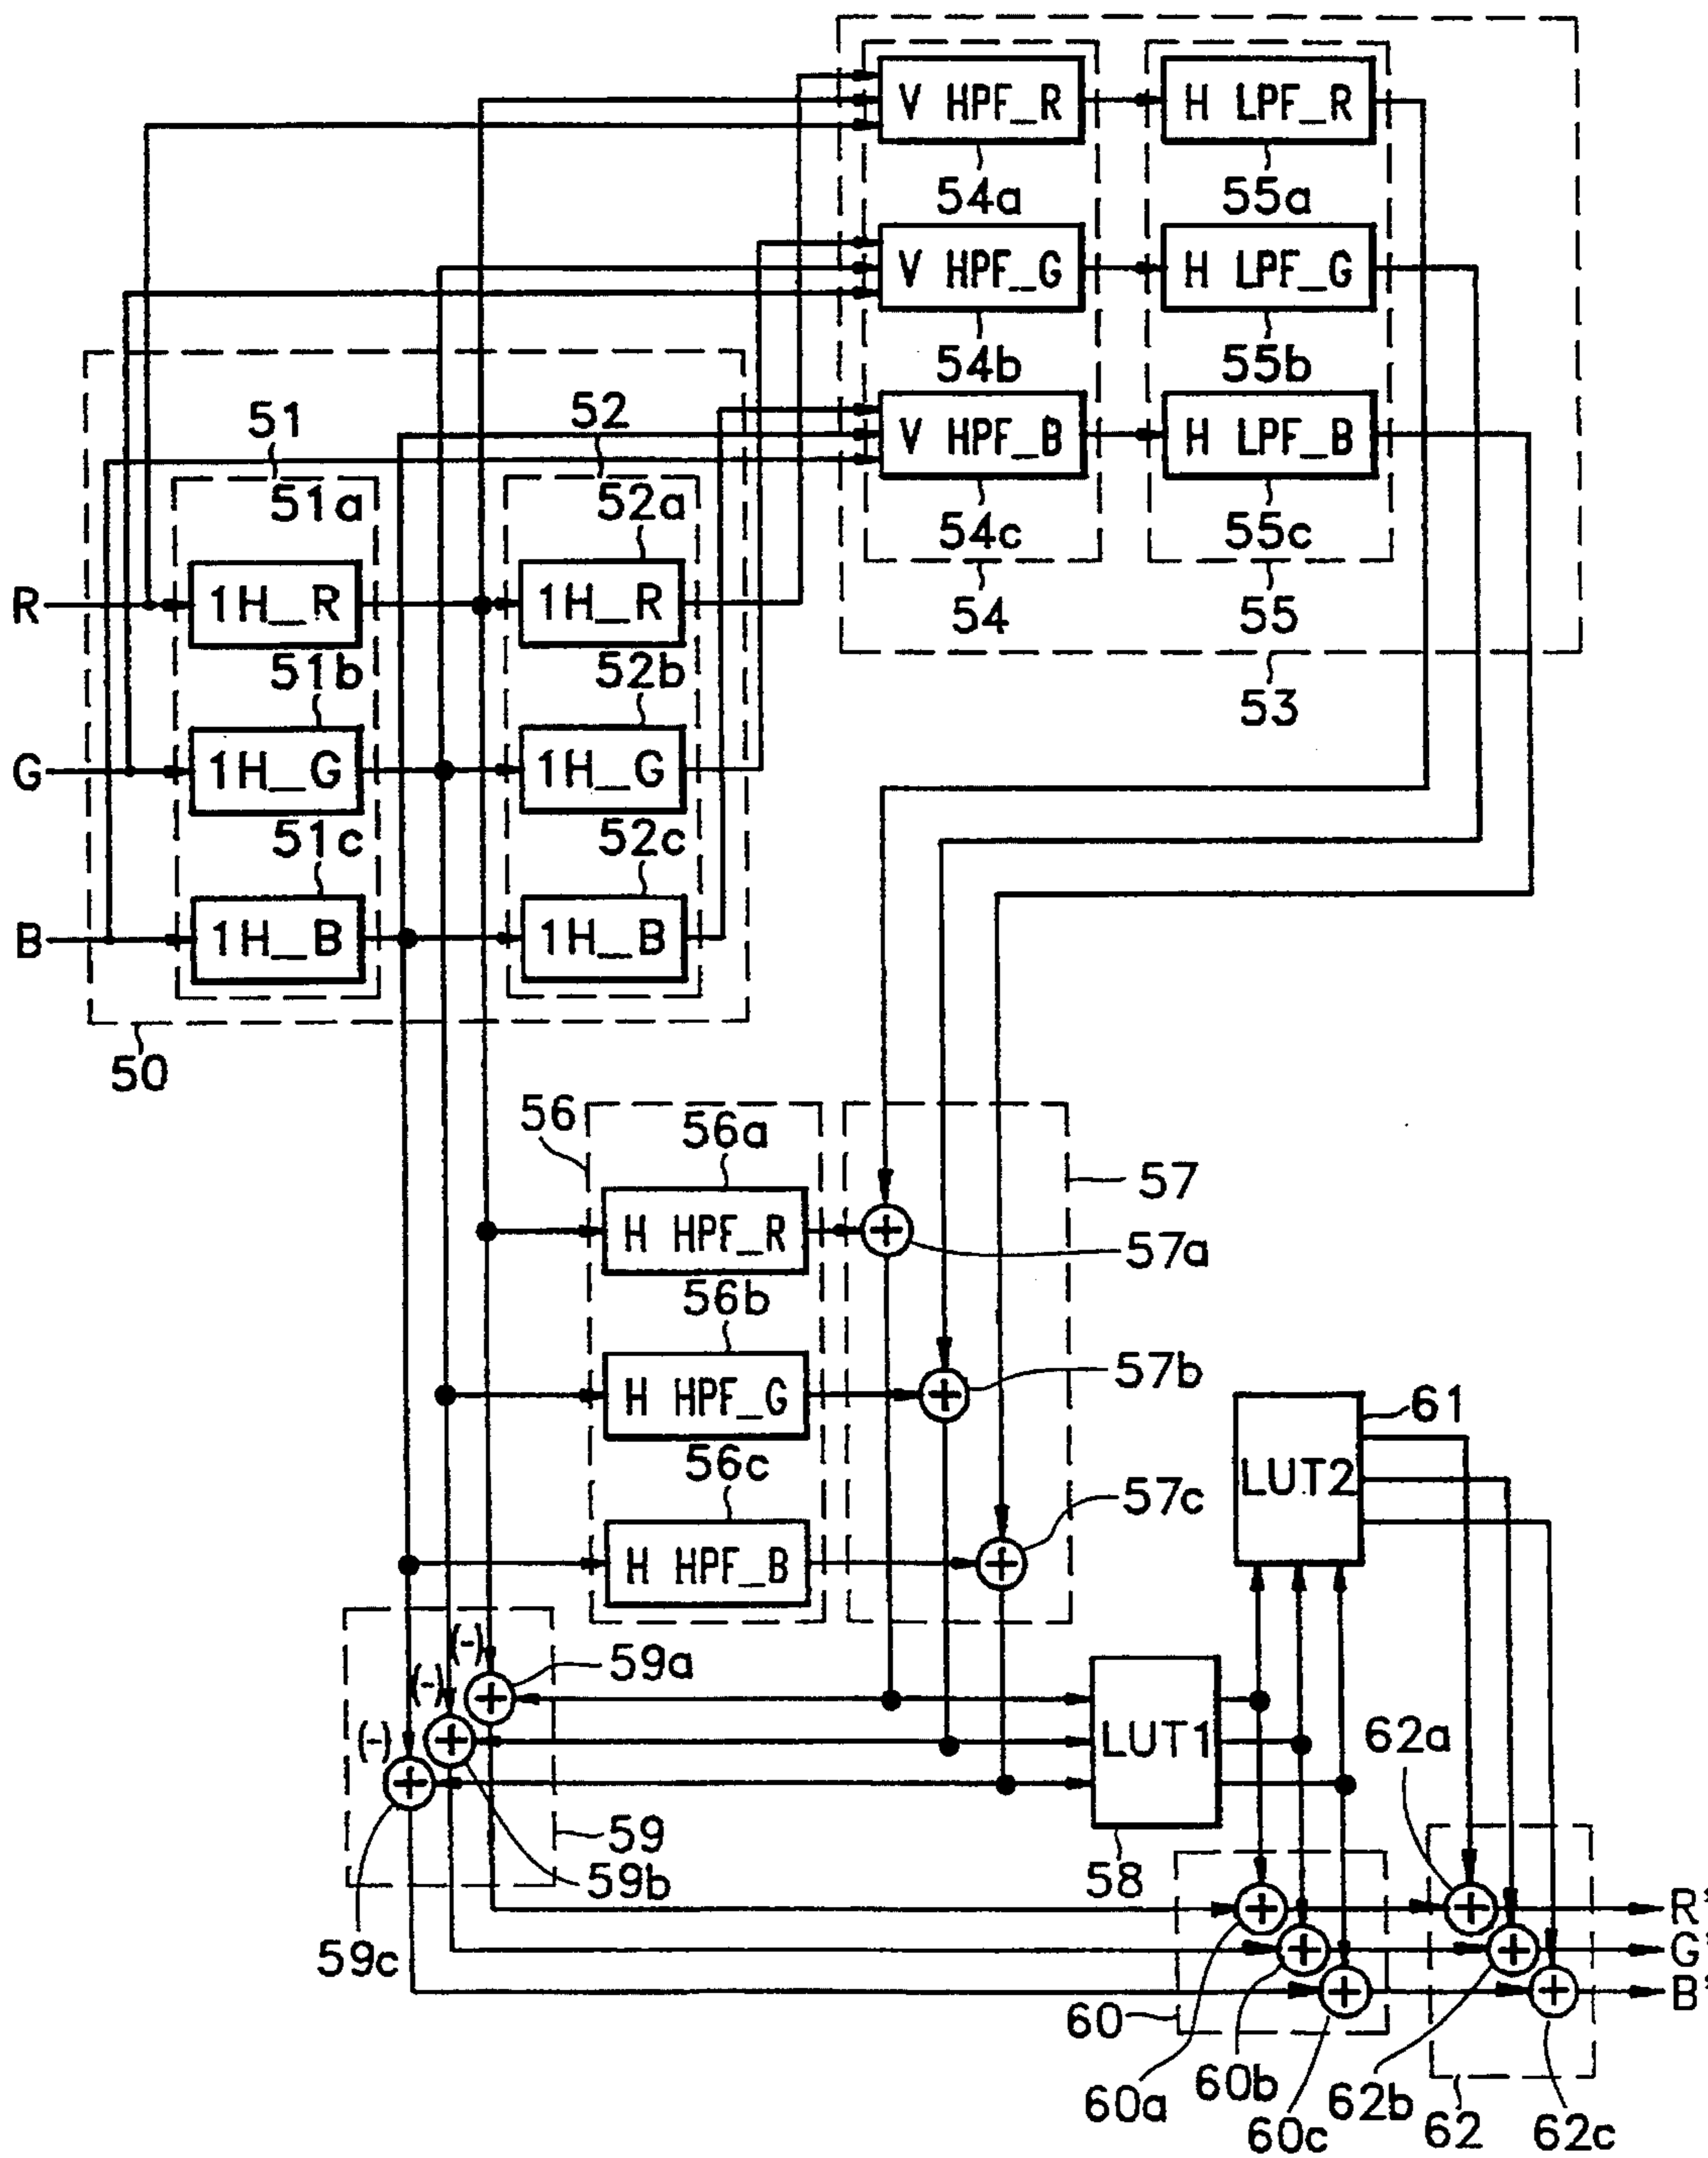 V HPF_R H LPF_R
54a 55a
V HPF_G H LPF_G
54b 55b
51 52
V HPF_B H LPF_B
51a 52a
54c 55c
R 1H_R 1H_R
54 55
51b 52b
53
G 1H_G 1H_G
51c 52c
B 1H_B 1H_B
50
56 56a
57
H HPF_R
57a
56b
57b
H HPF_G
61
56c
LUT2
57c
H HPF_B
(-) 59a
(-)
(-) LUT1 62a
59
59b 58
R'
59c G'
B'
60
60a 60b 60c 62b 62 62c